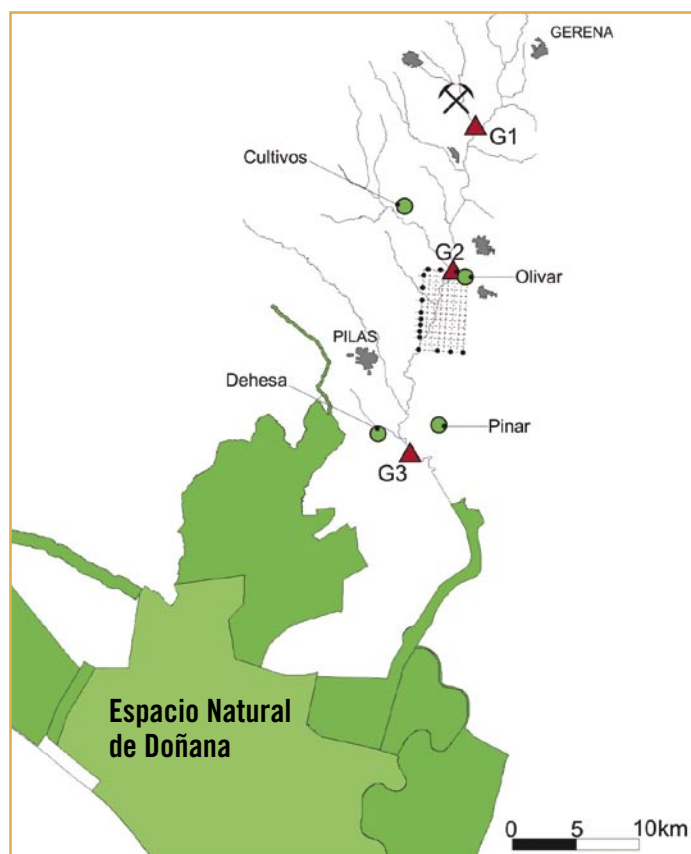 GERENA
G1
Cultivos
G2
Olivar
PILAS
Dehesa
Pinar
G3
Espacio Natural
de Doñana
0 5 10km